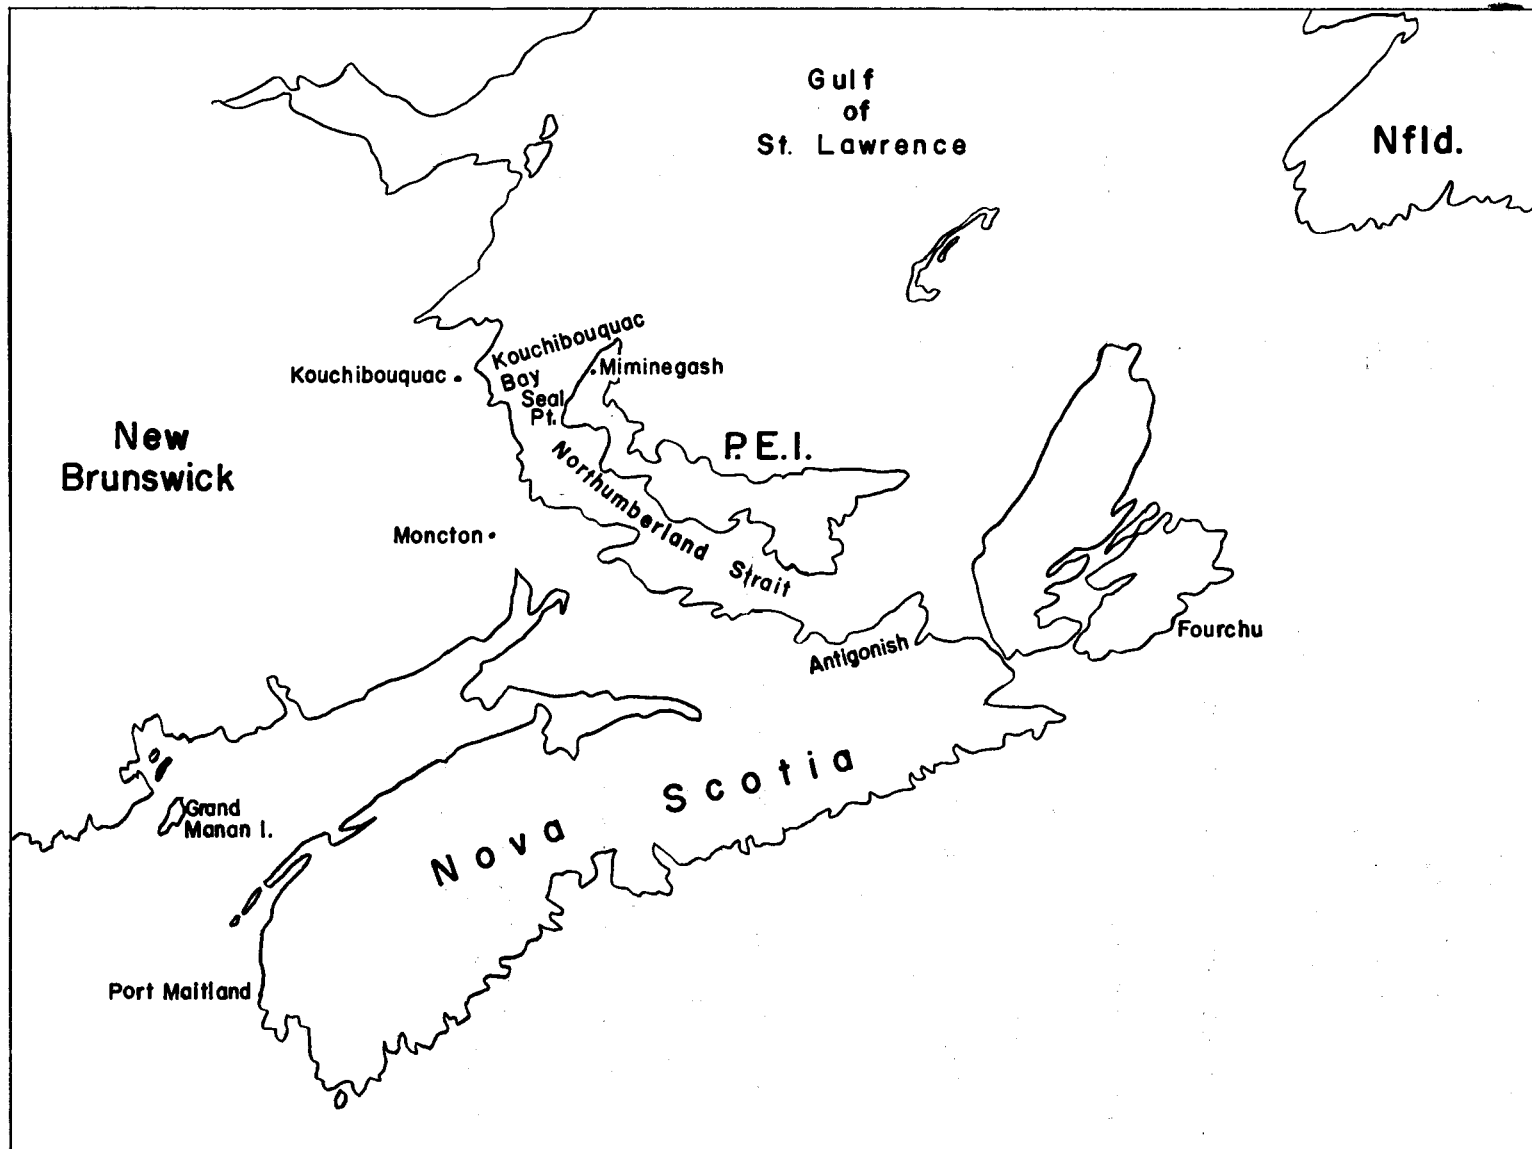 Gulf
of
St. Lawrence
Nfld.
Kouchibouquac
Bay
Kouchibouquac
Miminegash
Seal
Pt.
New
Brunswick
P.E.I.
Northumberland Strait
Moncton
Fourchu
Antigonish
Nova Scotia
Grand
Manan I.
Port Maitland